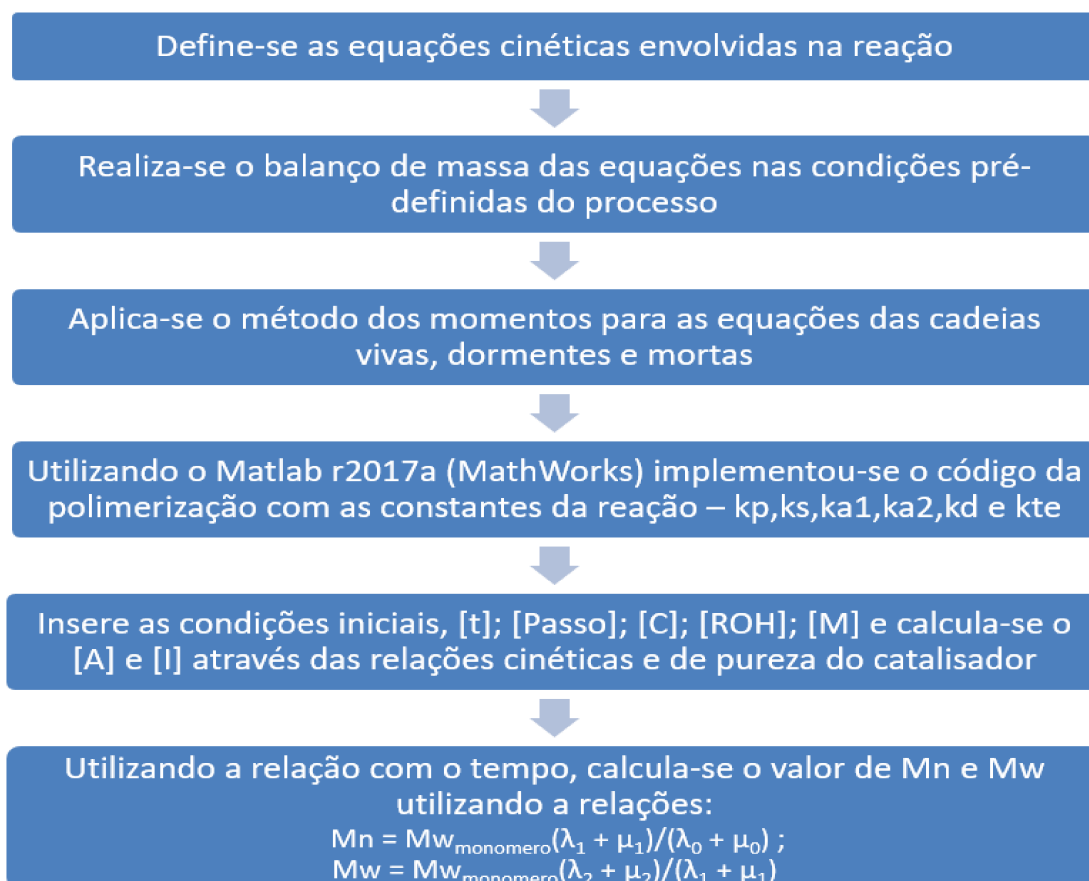 Define-se as equações cinéticas envolvidas na reação
Realiza-se o balanço de massa das equações nas condições pré-
definidas do processo
Aplica-se o método dos momentos para as equações das cadeias
vivas, dormentes e mortas
Utilizando o Matlab r2017a (MathWorks) implementou-se o código da
polimerização com as constantes da reação – kp,ks,ka1,ka2,kd e kte
Insere as condições iniciais, [t]; [Passo]; [C]; [ROH]; [M] e calcula-se o
[A] e [I] através das relações cinéticas e de pureza do catalisador
Utilizando a relação com o tempo, calcula-se o valor de Mn e Mw
utilizando a relações:
Mn = Mw_monomero(λ₁ + μ₁)/(λ₀ + μ₀) ;
Mw = Mw_monomero(λ₂ + μ₂)/(λ₁ + μ₁)